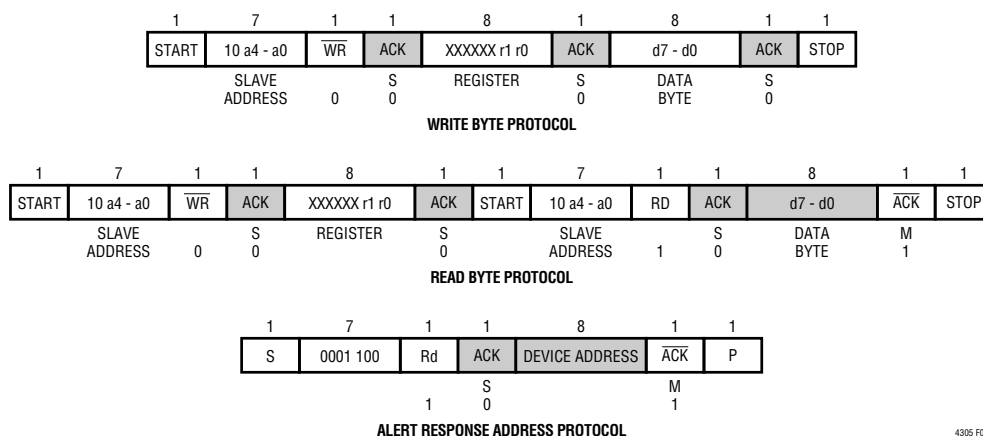 1 7 1 1 8 1 8 1 1
START 10 a4 - a0 WR ACK XXXXXX r1 r0 ACK d7 - d0 ACK STOP
SLAVE S REGISTER S DATA S
ADDRESS 0 0 0 BYTE 0
WRITE BYTE PROTOCOL
1 7 1 1 8 1 1 7 1 1 8 1 1
START 10 a4 - a0 WR ACK XXXXXX r1 r0 ACK START 10 a4 - a0 RD ACK d7 - d0 ACK STOP
SLAVE S REGISTER S SLAVE S DATA M
ADDRESS 0 0 0 ADDRESS 1 0 BYTE 1
READ BYTE PROTOCOL
1 7 1 1 8 1 1
S 0001 100 Rd ACK DEVICE ADDRESS ACK P
S M
1 0 1
ALERT RESPONSE ADDRESS PROTOCOL
4305